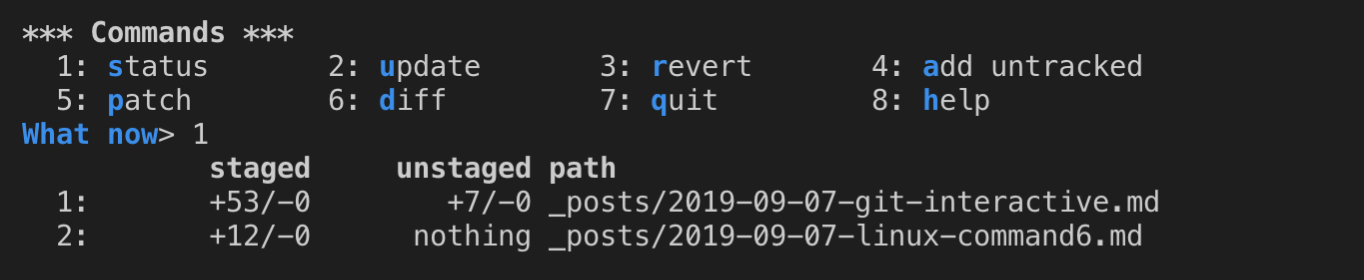 *** Commands ***
  1: status       2: update       3: revert       4: add untracked
  5: patch        6: diff         7: quit         8: help
What now> 1
           staged     unstaged path
  1:       +53/-0        +7/-0 _posts/2019-09-07-git-interactive.md
  2:       +12/-0      nothing _posts/2019-09-07-linux-command6.md